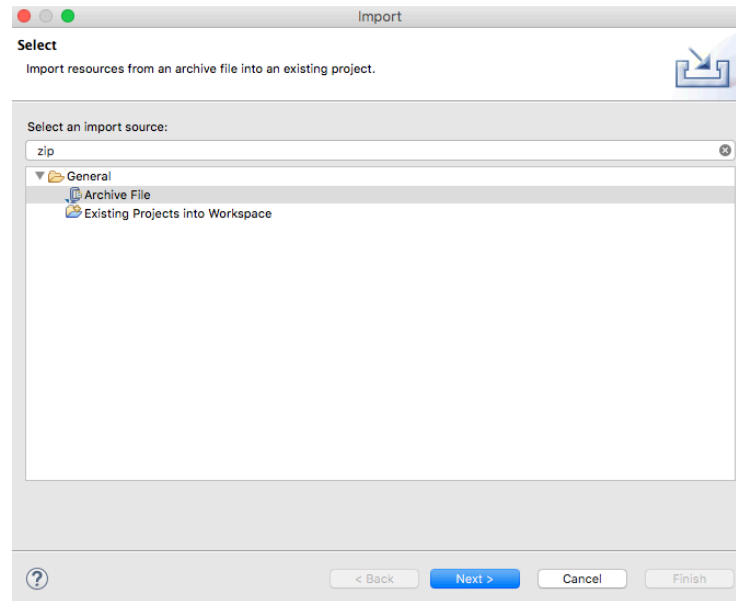 Import
Select
Import resources from an archive file into an existing project.
Select an import source:
zip
General
Archive File
Existing Projects into Workspace
?
< Back Next > Cancel Finish